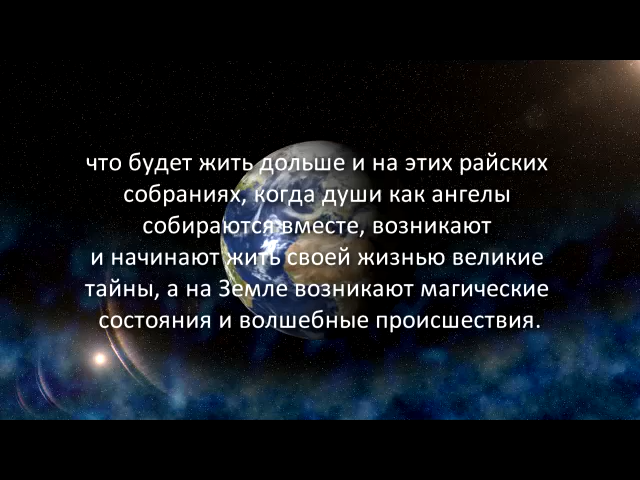 что будет жить дольше и на этих райских
собраниях, когда души как ангелы
собираются вместе, возникают
и начинают жить своей жизнью великие
тайны, а на Земле возникают магические
состояния и волшебные происшествия.